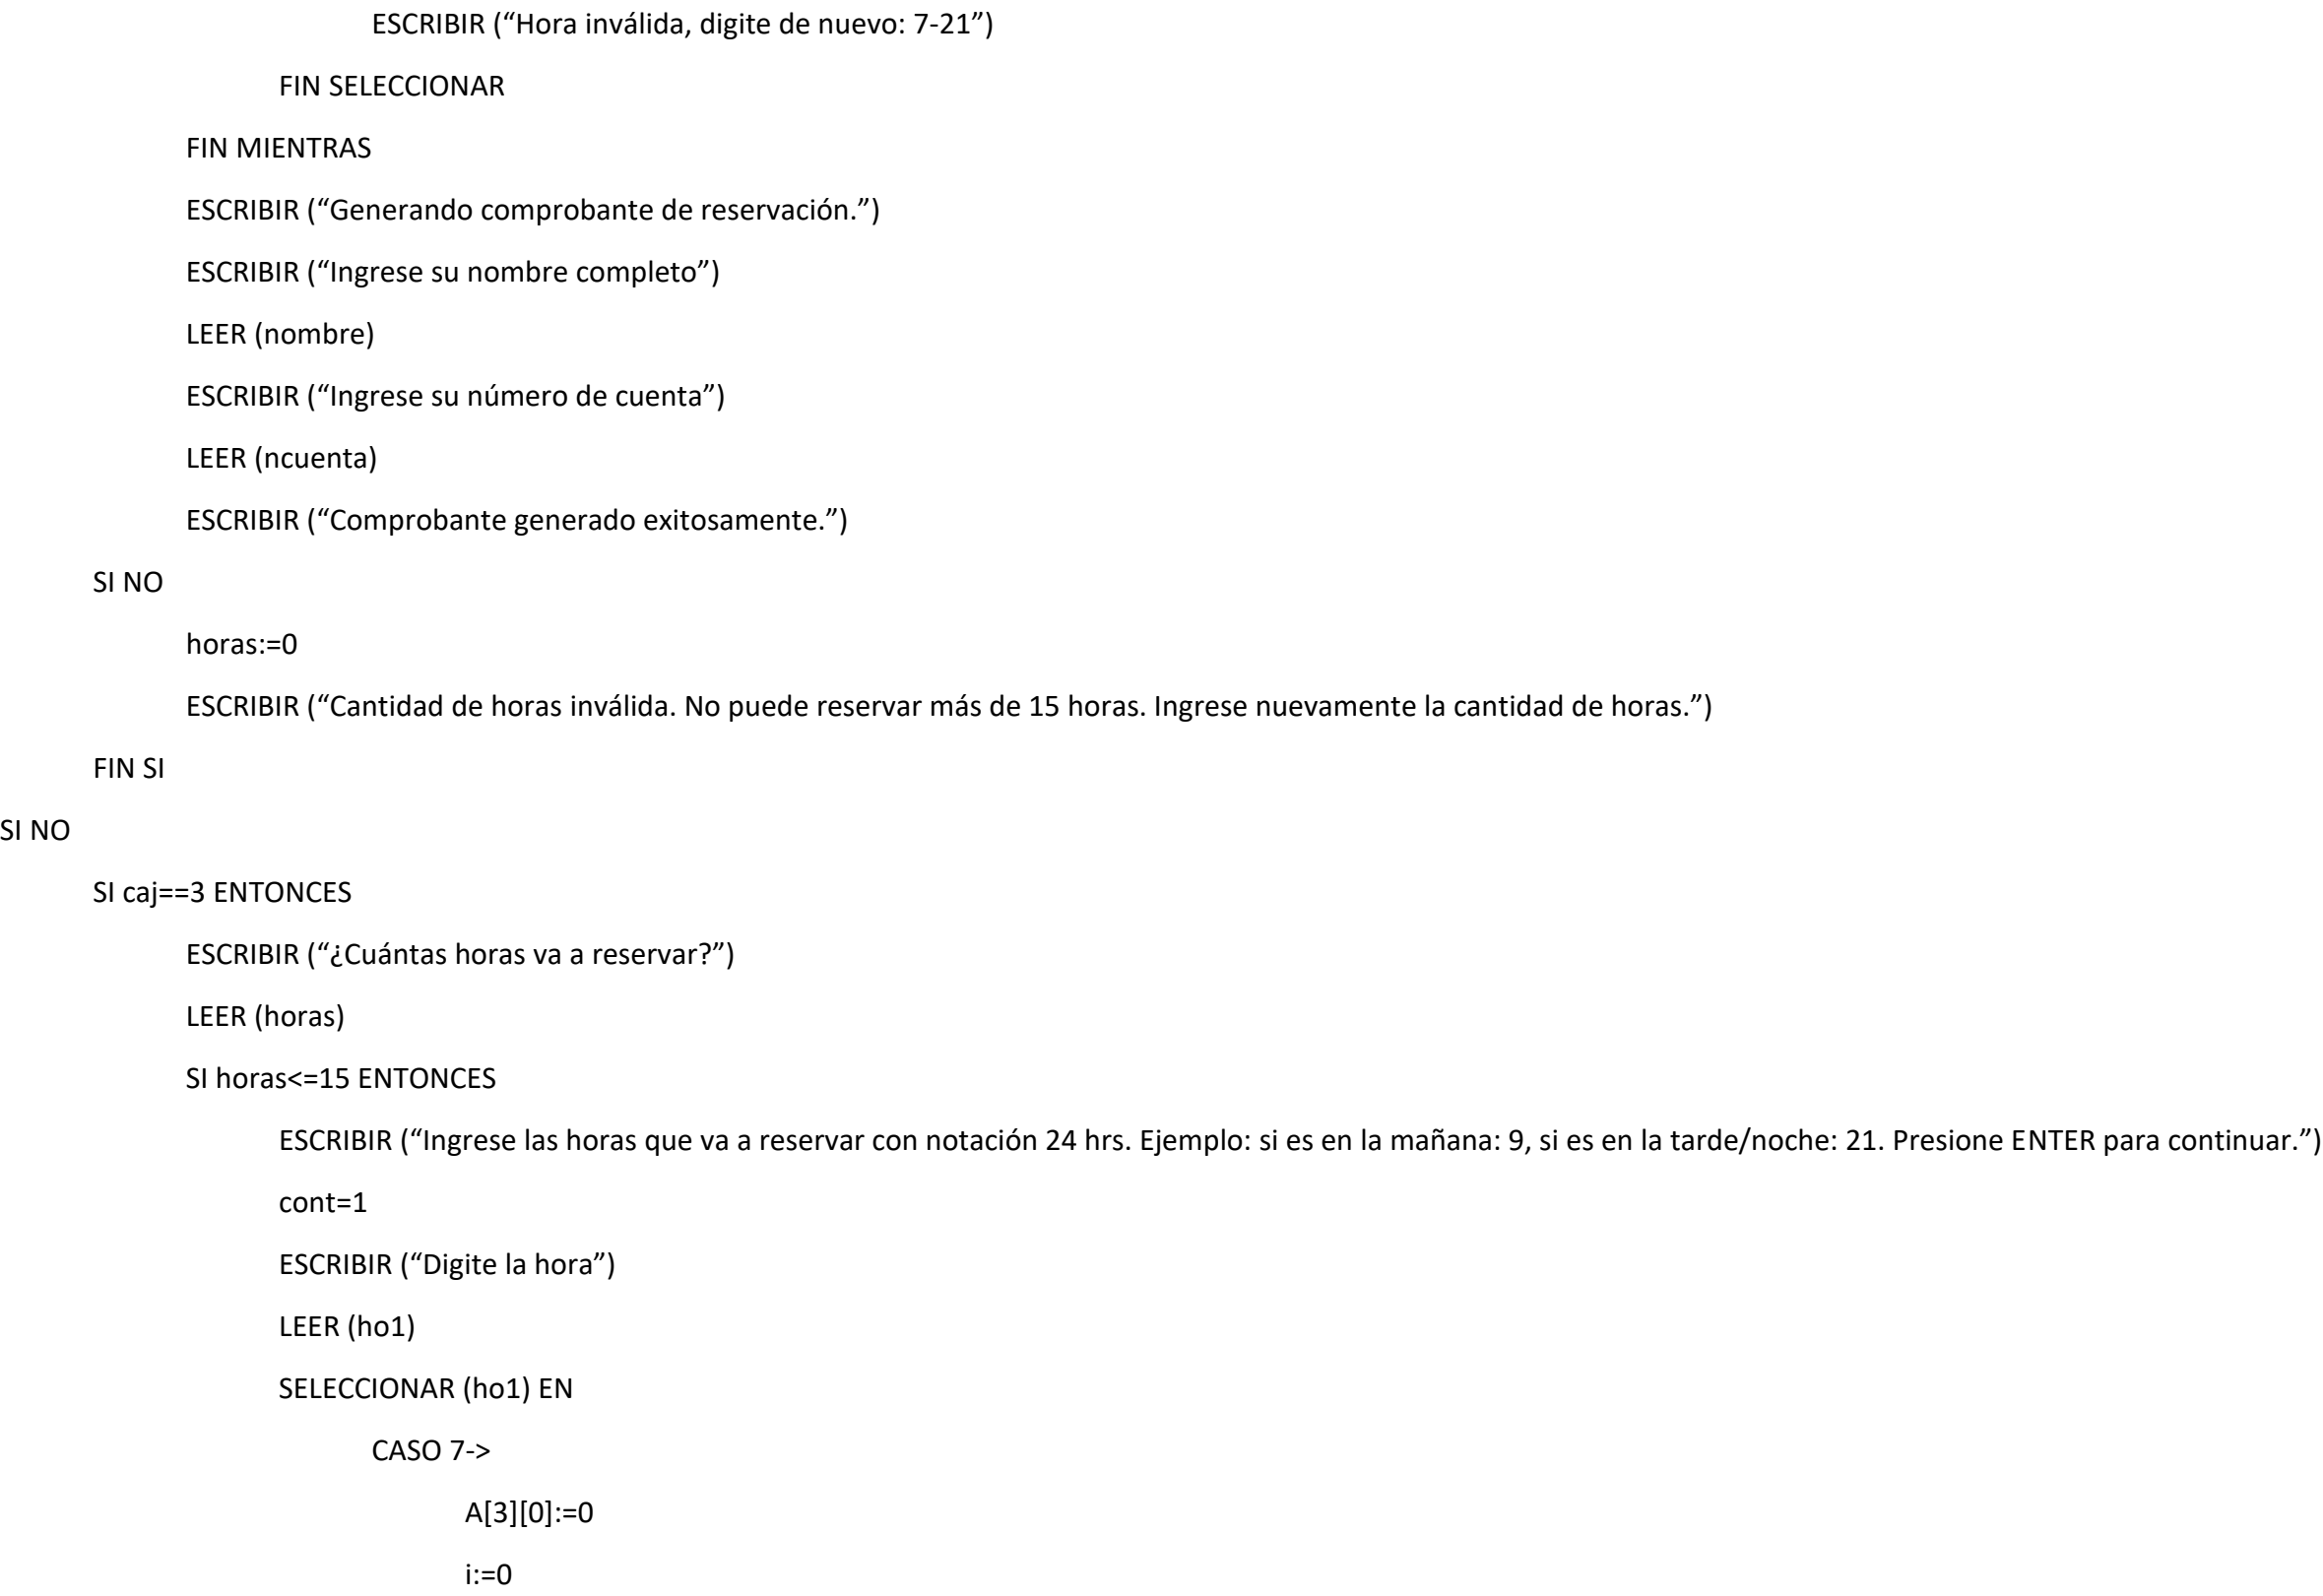 ESCRIBIR (“Hora inválida, digite de nuevo: 7-21”)
FIN SELECCIONAR
FIN MIENTRAS
ESCRIBIR (“Generando comprobante de reservación.”)
ESCRIBIR (“Ingrese su nombre completo”)
LEER (nombre)
ESCRIBIR (“Ingrese su número de cuenta”)
LEER (ncuenta)
ESCRIBIR (“Comprobante generado exitosamente.”)
SI NO
horas:=0
ESCRIBIR (“Cantidad de horas inválida. No puede reservar más de 15 horas. Ingrese nuevamente la cantidad de horas.”)
FIN SI
SI NO
SI caj==3 ENTONCES
ESCRIBIR (“¿Cuántas horas va a reservar?”)
LEER (horas)
SI horas<=15 ENTONCES
ESCRIBIR (“Ingrese las horas que va a reservar con notación 24 hrs. Ejemplo: si es en la mañana: 9, si es en la tarde/noche: 21. Presione ENTER para continuar.”)
cont=1
ESCRIBIR (“Digite la hora”)
LEER (ho1)
SELECCIONAR (ho1) EN
CASO 7->
A[3][0]:=0
i:=0